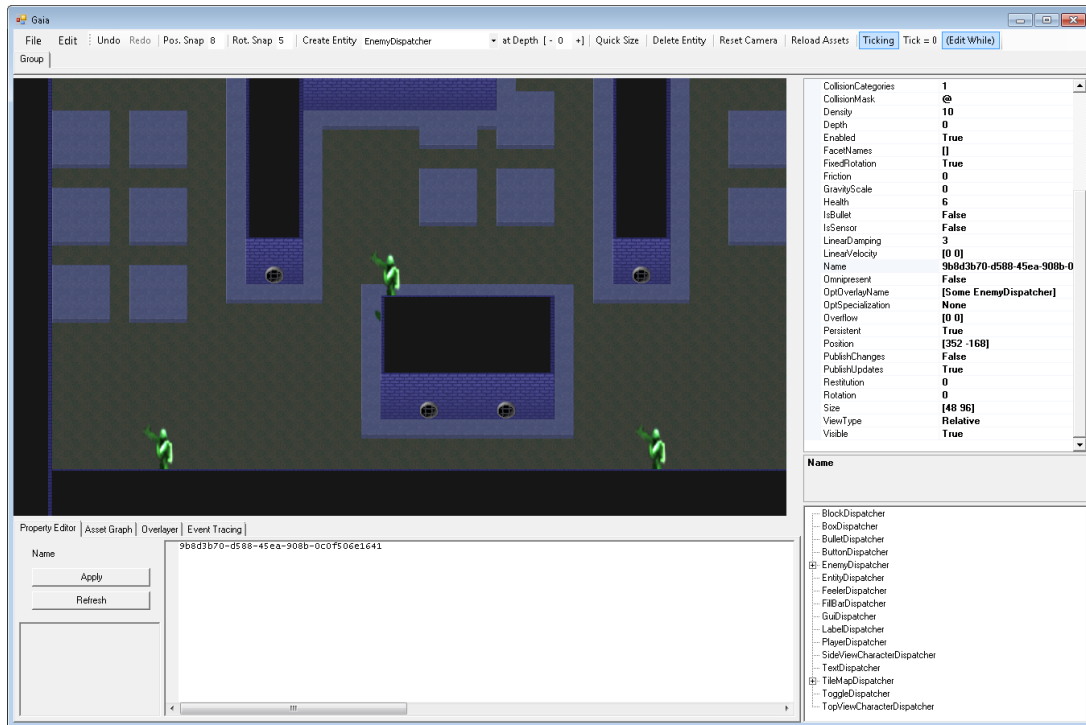 Gaia
File Edit Undo Redo Pos. Snap 8 Rot. Snap 5 Create Entity EnemyDispatcher at Depth [ - 0 +] Quick Size Delete Entity Reset Camera Reload Assets Ticking Tick = 0 (Edit While)
Group
CollisionCategories 1
CollisionMask @
Density 10
Depth 0
Enabled True
FacetNames []
FixedRotation True
Friction 0
GravityScale 0
Health 6
IsBullet False
IsSensor False
LinearDamping 3
LinearVelocity [0 0]
Name 9b8d3b70-d588-45ea-908b-0
Omnipresent False
OptOverlayName [Some EnemyDispatcher]
OptSpecialization None
Overflow [0 0]
Persistent True
Position [352 -168]
PublishChanges False
PublishUpdates True
Restitution 0
Rotation 0
Size [48 96]
ViewType Relative
Visible True
Name
Property Editor Asset Graph Overlayer Event Tracing
Name
Apply
Refresh
9b8d3b70-d588-45ea-908b-0c0f506e1641
BlockDispatcher
BoxDispatcher
BulletDispatcher
ButtonDispatcher
EnemyDispatcher
EntityDispatcher
FeelerDispatcher
FillBarDispatcher
GuiDispatcher
LabelDispatcher
PlayerDispatcher
SideViewCharacterDispatcher
TextDispatcher
TileMapDispatcher
ToggleDispatcher
TopViewCharacterDispatcher